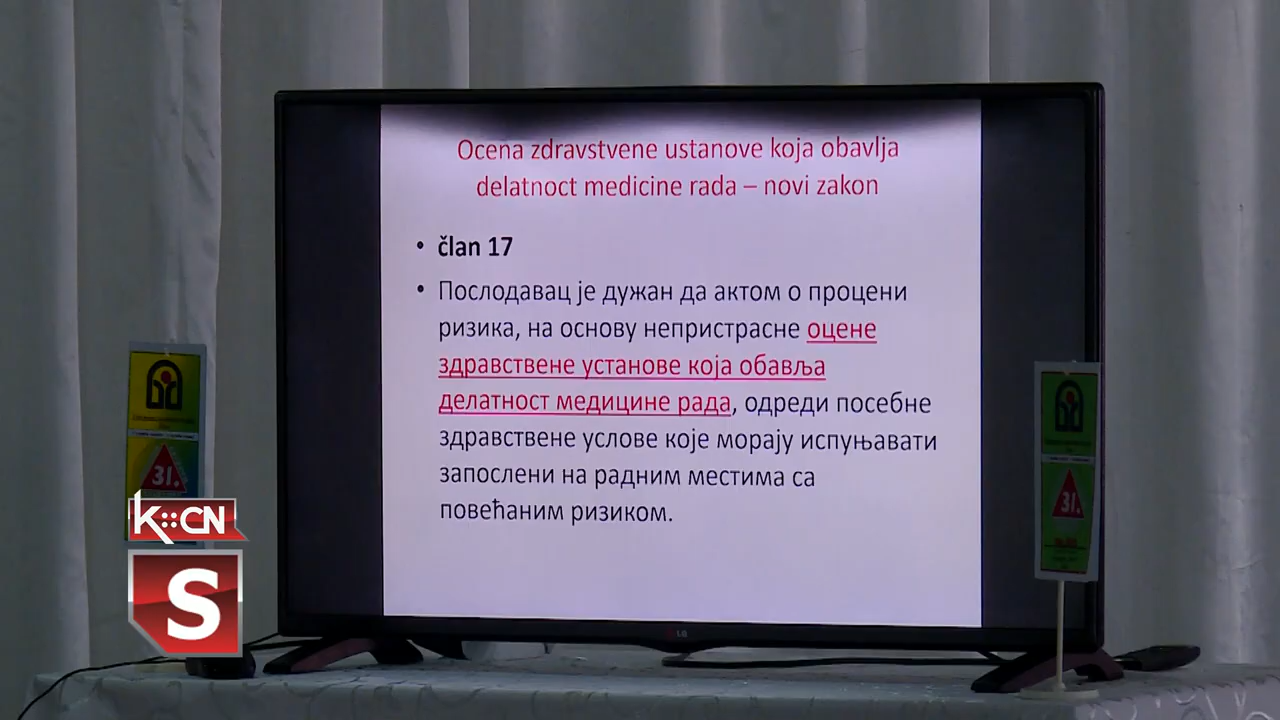 Ocena zdravstvene ustanove koja obavlja
delatnoct medicine rada – novi zakon
• član 17
• Послодавац је дужан да актом о процени
ризика, на основу непристрасне оцене
здравствене установе која обавља
делатност медицине рада, одреди посебне
здравствене услове које морају испуњавати
запослени на радним местима са
повећаним ризиком.
31.
31.
K::CN
S
LG